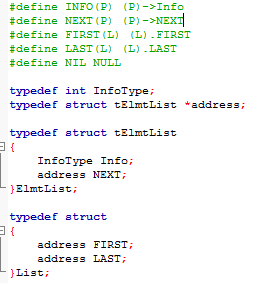 #define INFO(P) (P)->Info
#define NEXT(P) (P)->NEXT
#define FIRST(L) (L).FIRST
#define LAST(L) (L).LAST
#define NIL NULL
typedef int InfoType;
typedef struct tElmtList *address;
typedef struct tElmtList
{
InfoType Info;
address NEXT;
}ElmtList;
typedef struct
{
address FIRST;
address LAST;
}List;